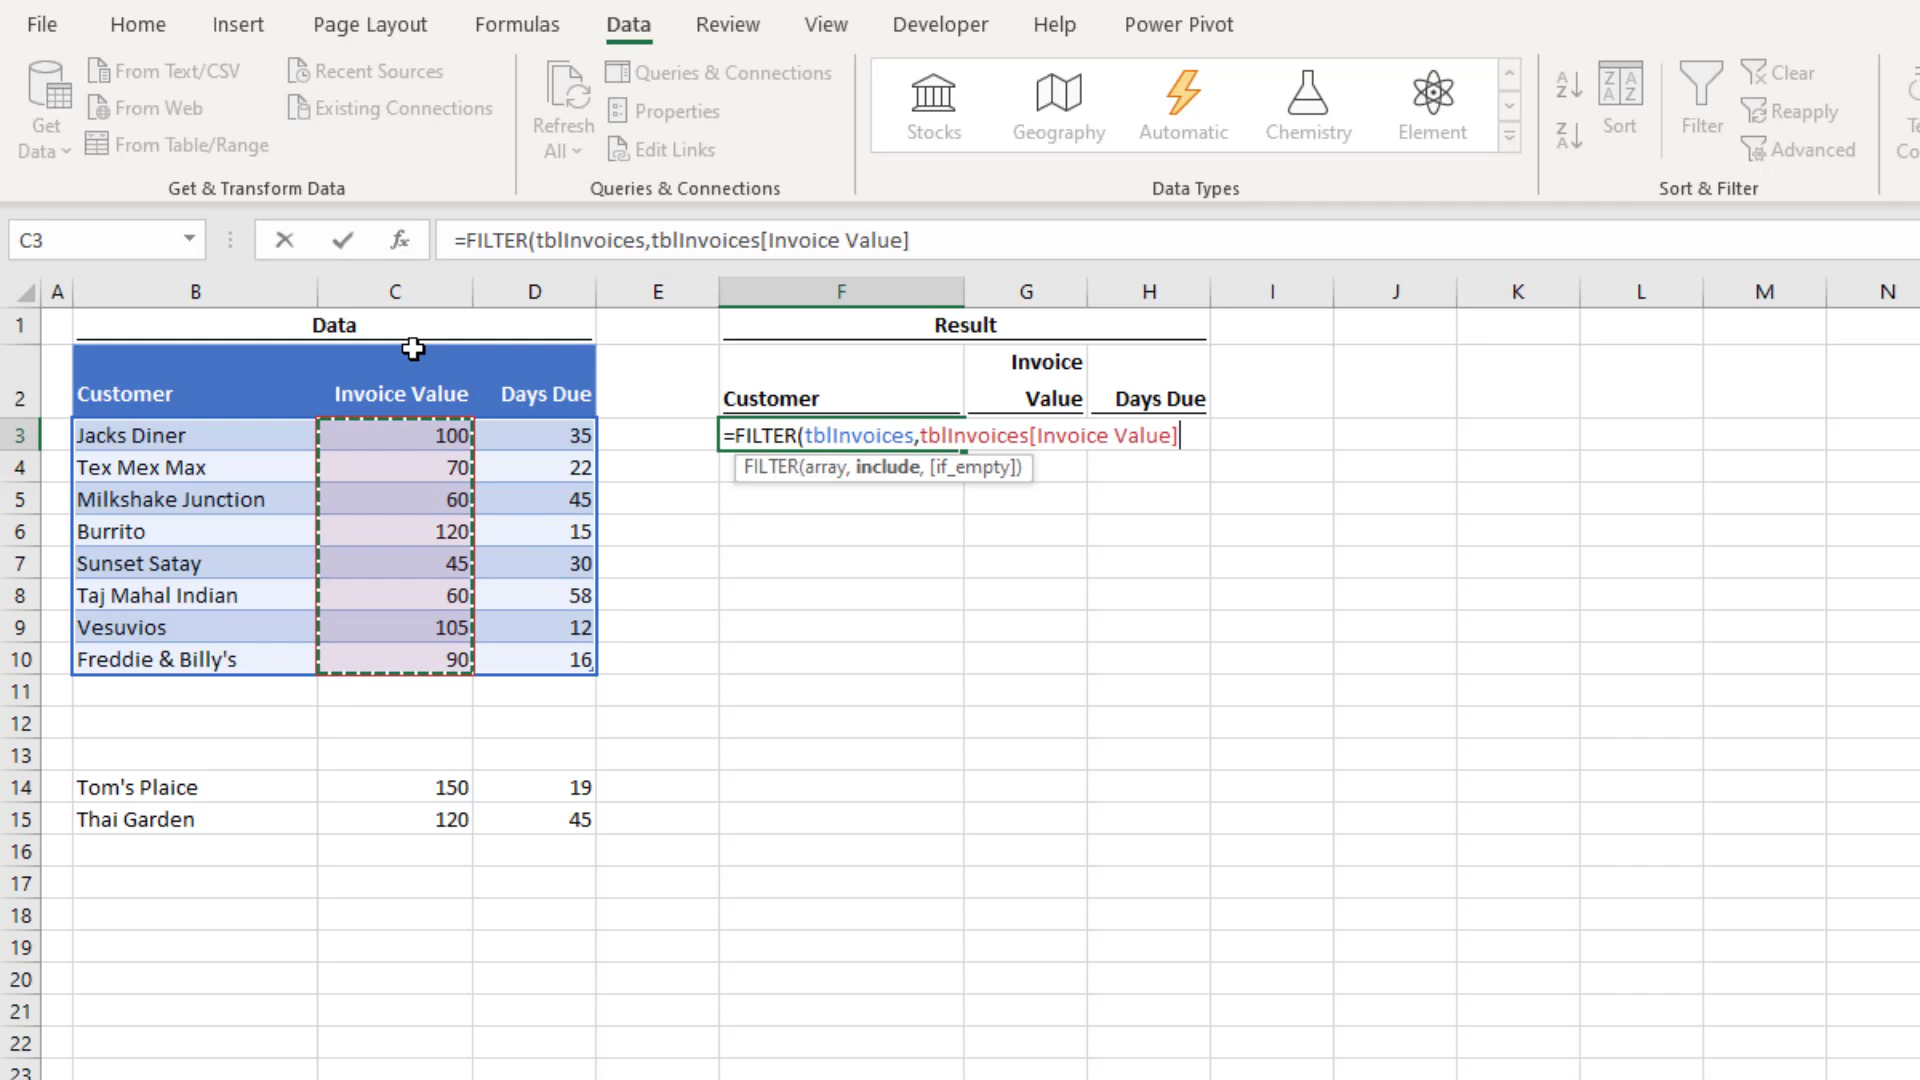 File Home Insert Page Layout Formulas Data Review View Developer Help Power Pivot
Get Data
From Text/CSV
From Web
From Table/Range
Recent Sources
Existing Connections
Get & Transform Data
Refresh All
Queries & Connections
Properties
Edit Links
Queries & Connections
Stocks Geography Automatic Chemistry Element
Data Types
A Z
Z A
Z A A Z
Sort
Filter
Clear
Reapply
Advanced
Sort & Filter
C3 fx =FILTER(tblInvoices,tblInvoices[Invoice Value]
A B C D E F G H I J K L M N
1 Data Result
2 Customer Invoice Value Days Due Customer Invoice Value Days Due
3 Jacks Diner 100 35 =FILTER(tblInvoices,tblInvoices[Invoice Value]
FILTER(array, include, [if_empty])
4 Tex Mex Max 70 22
5 Milkshake Junction 60 45
6 Burrito 120 15
7 Sunset Satay 45 30
8 Taj Mahal Indian 60 58
9 Vesuvios 105 12
10 Freddie & Billy's 90 16
11
12
13
14 Tom's Plaice 150 19
15 Thai Garden 120 45
16
17
18
19
20
21
22
23